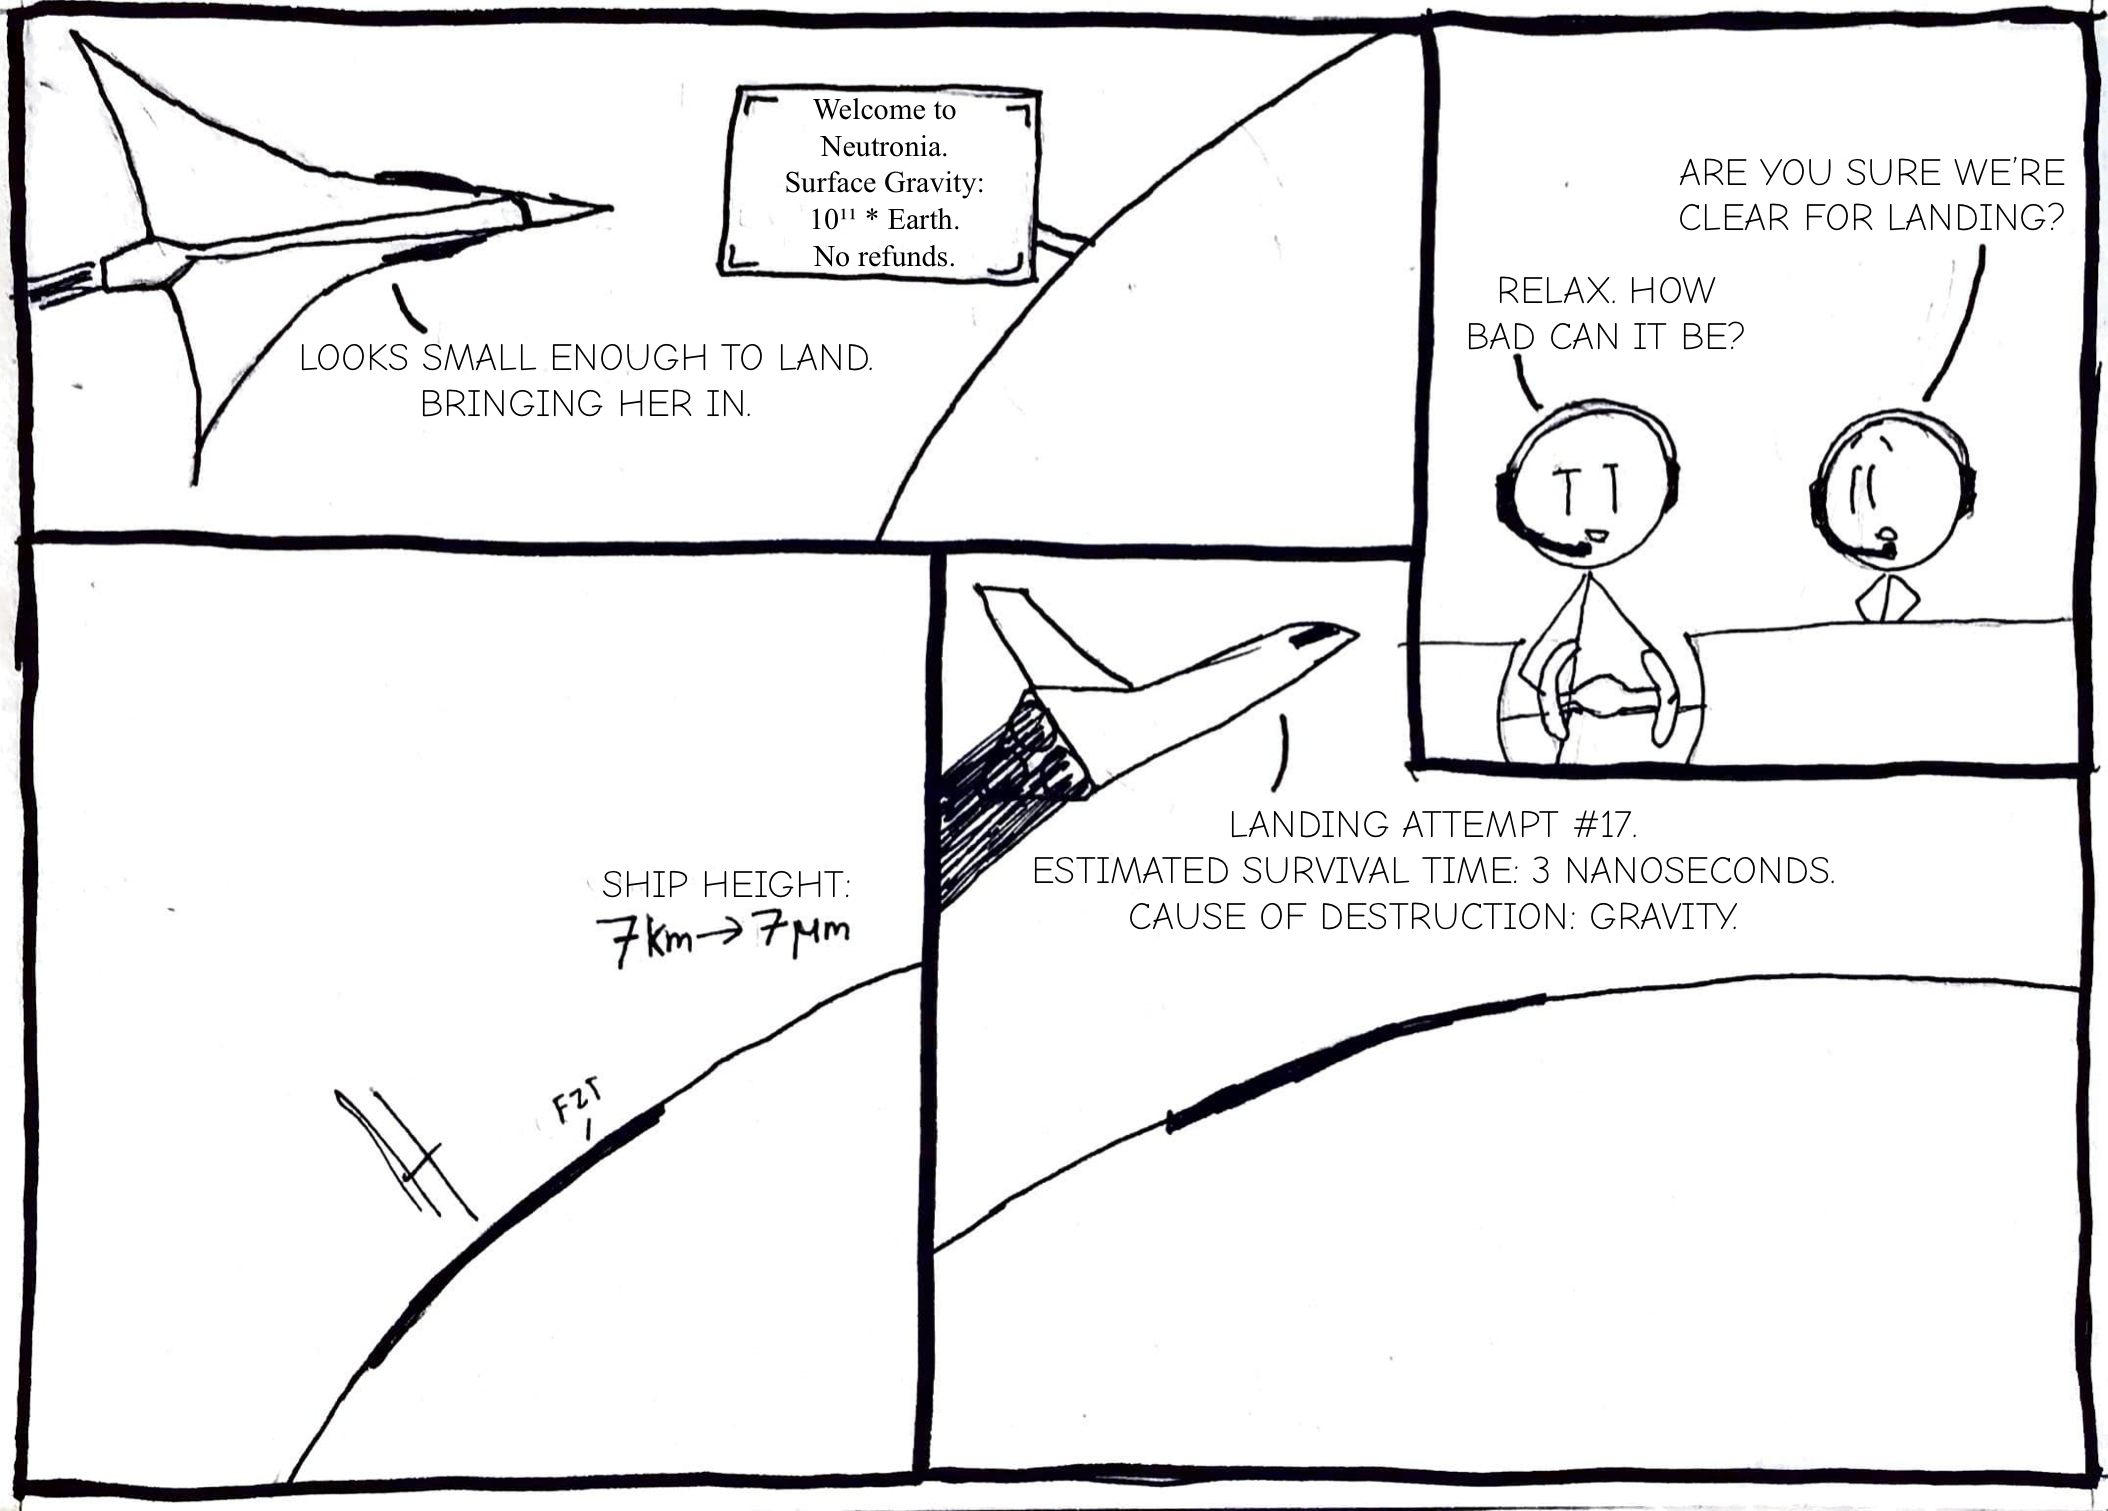 Welcome to
Neutronia.
Surface Gravity:
10¹¹ * Earth.
No refunds.
LOOKS SMALL ENOUGH TO LAND.
BRINGING HER IN.
ARE YOU SURE WE'RE
CLEAR FOR LANDING?
RELAX. HOW
BAD CAN IT BE?
SHIP HEIGHT:
7km→7μm
FZT
LANDING ATTEMPT #17.
ESTIMATED SURVIVAL TIME: 3 NANOSECONDS.
CAUSE OF DESTRUCTION: GRAVITY.